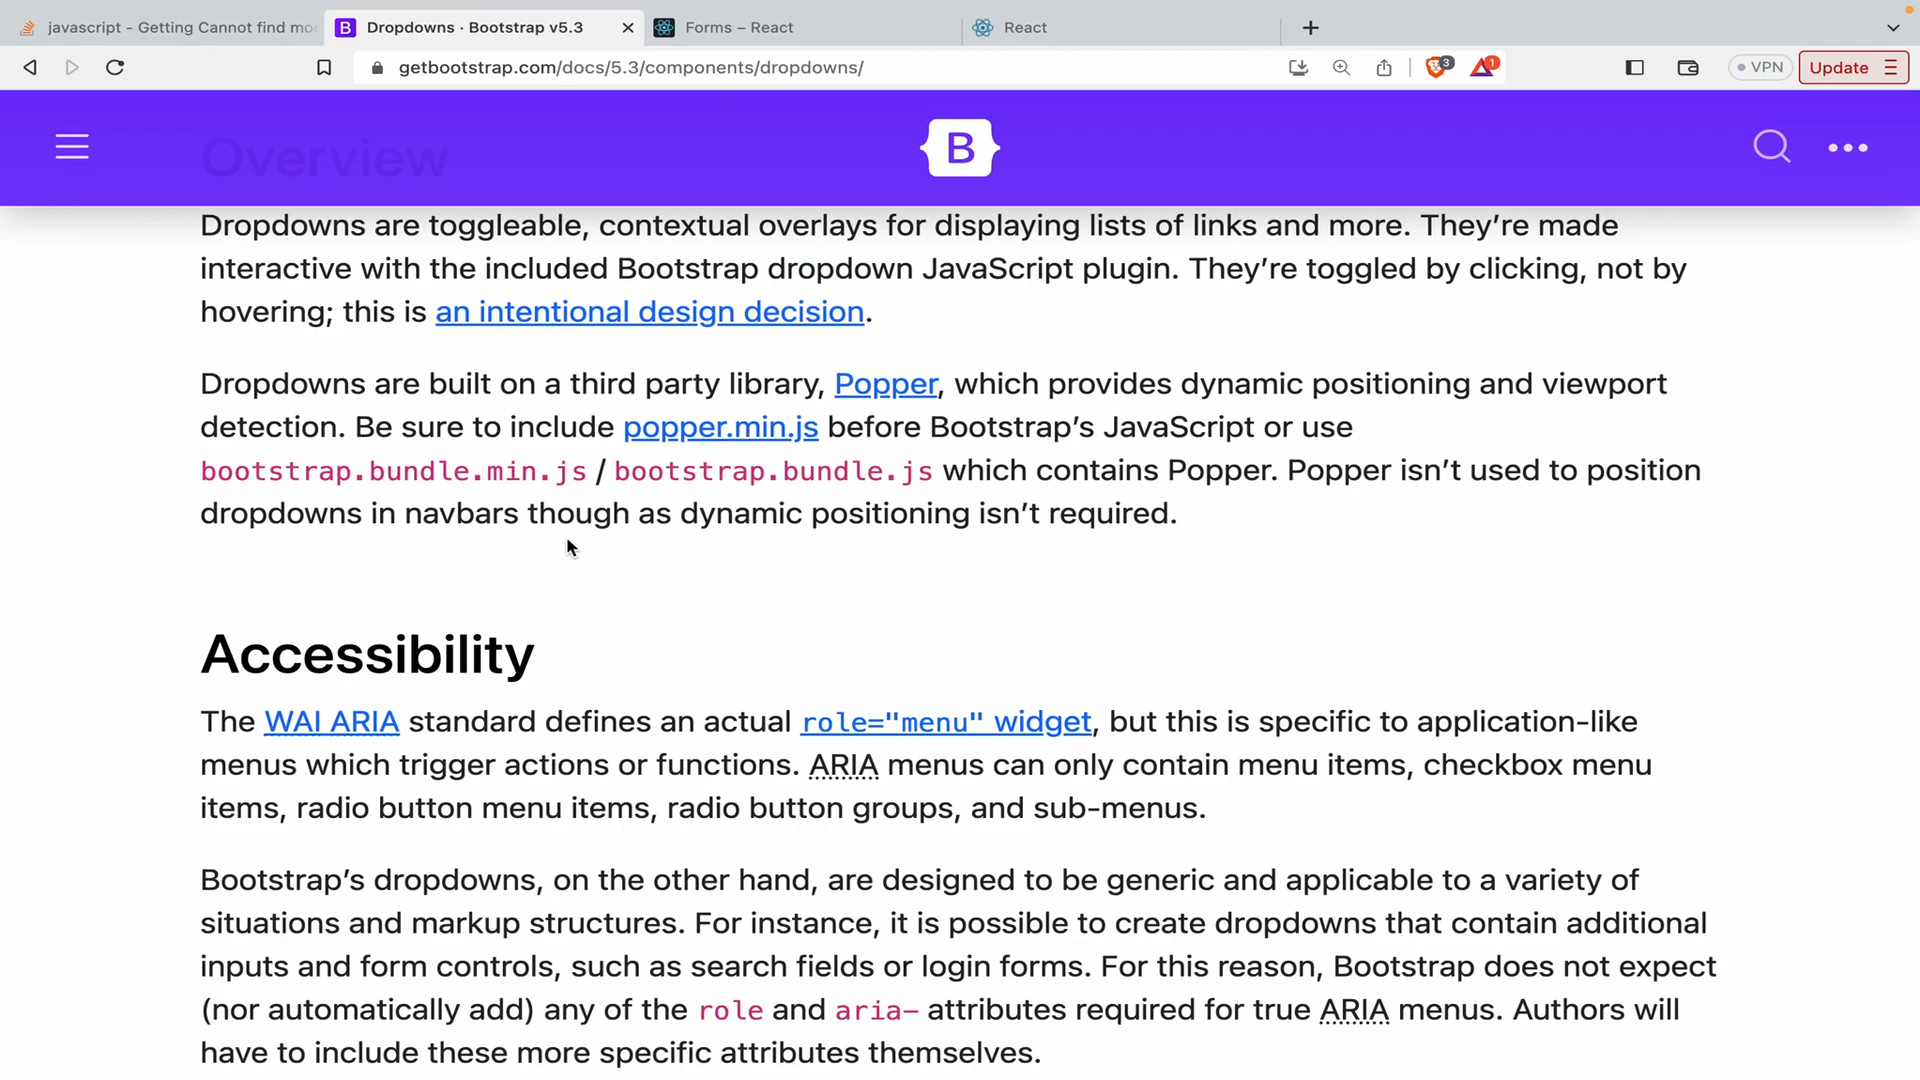 javascript - Getting Cannot find mo
Dropdowns · Bootstrap v5.3
Forms – React
React
getbootstrap.com/docs/5.3/components/dropdowns/
3
1
VPN
Update
Overview
B
Dropdowns are toggleable, contextual overlays for displaying lists of links and more. They’re made
interactive with the included Bootstrap dropdown JavaScript plugin. They’re toggled by clicking, not by
hovering; this is an intentional design decision.
Dropdowns are built on a third party library, Popper, which provides dynamic positioning and viewport
detection. Be sure to include popper.min.js before Bootstrap’s JavaScript or use
bootstrap.bundle.min.js / bootstrap.bundle.js which contains Popper. Popper isn’t used to position
dropdowns in navbars though as dynamic positioning isn’t required.
Accessibility
The WAI ARIA standard defines an actual role="menu" widget, but this is specific to application-like
menus which trigger actions or functions. ARIA menus can only contain menu items, checkbox menu
items, radio button menu items, radio button groups, and sub-menus.
Bootstrap’s dropdowns, on the other hand, are designed to be generic and applicable to a variety of
situations and markup structures. For instance, it is possible to create dropdowns that contain additional
inputs and form controls, such as search fields or login forms. For this reason, Bootstrap does not expect
(nor automatically add) any of the role and aria- attributes required for true ARIA menus. Authors will
have to include these more specific attributes themselves.